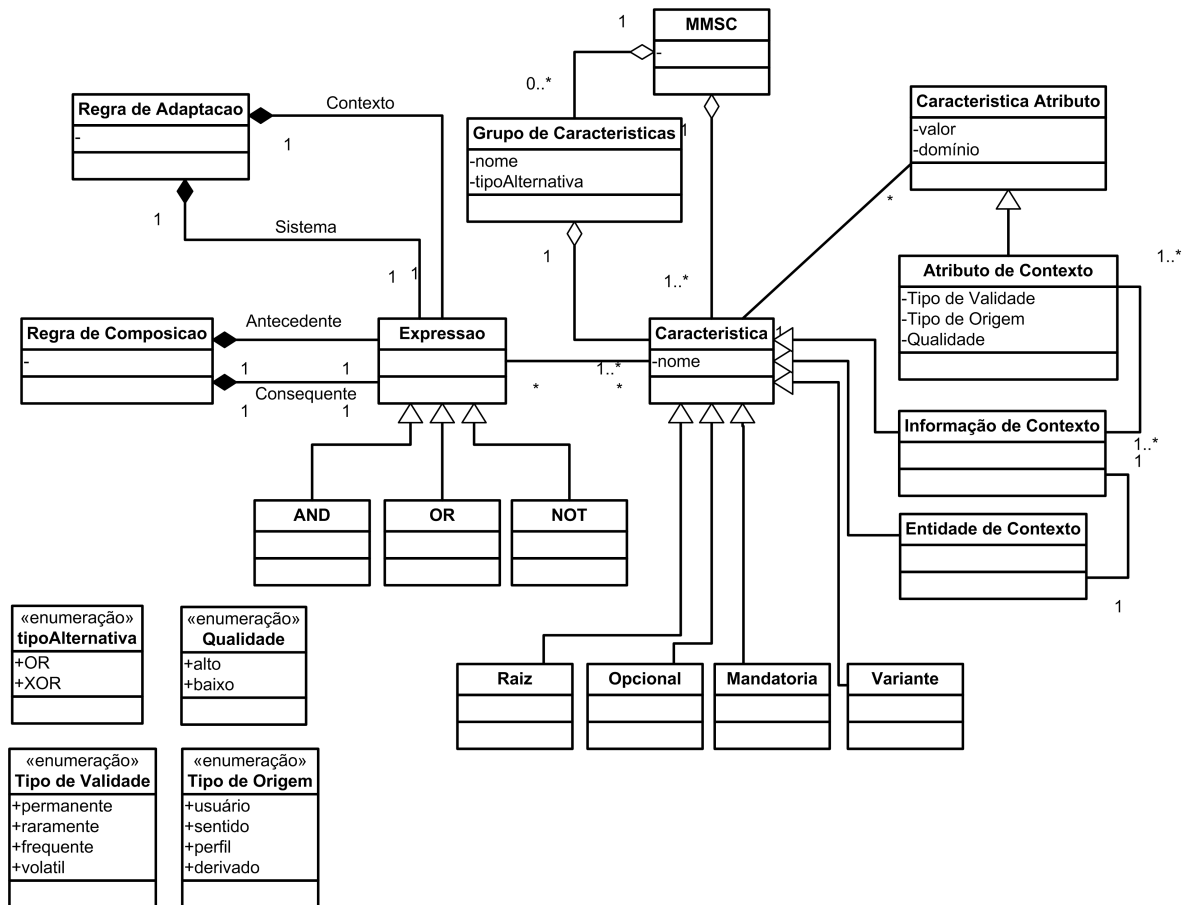 1
MMSC
-
0..*
Regra de Adaptacao
-
Contexto
1
Grupo de Caracteristicas
-nome
-tipoAlternativa
1
Caracteristica Atributo
-valor
-domínio
*
1
Sistema
1
1
1
1..*
Atributo de Contexto
-Tipo de Validade
-Tipo de Origem
-Qualidade
1..*
Regra de Composicao
-
Antecedente
1
1
Consequente
1
1
Expressao
1..*
*
*
Caracteristica
-nome
1
Informação de Contexto
1..*
1
Entidade de Contexto
1
AND
OR
NOT
Raiz
Opcional
Mandatoria
Variante
«enumeração»
tipoAlternativa
+OR
+XOR
«enumeração»
Qualidade
+alto
+baixo
«enumeração»
Tipo de Validade
+permanente
+raramente
+frequente
+volatil
«enumeração»
Tipo de Origem
+usuário
+sentido
+perfil
+derivado